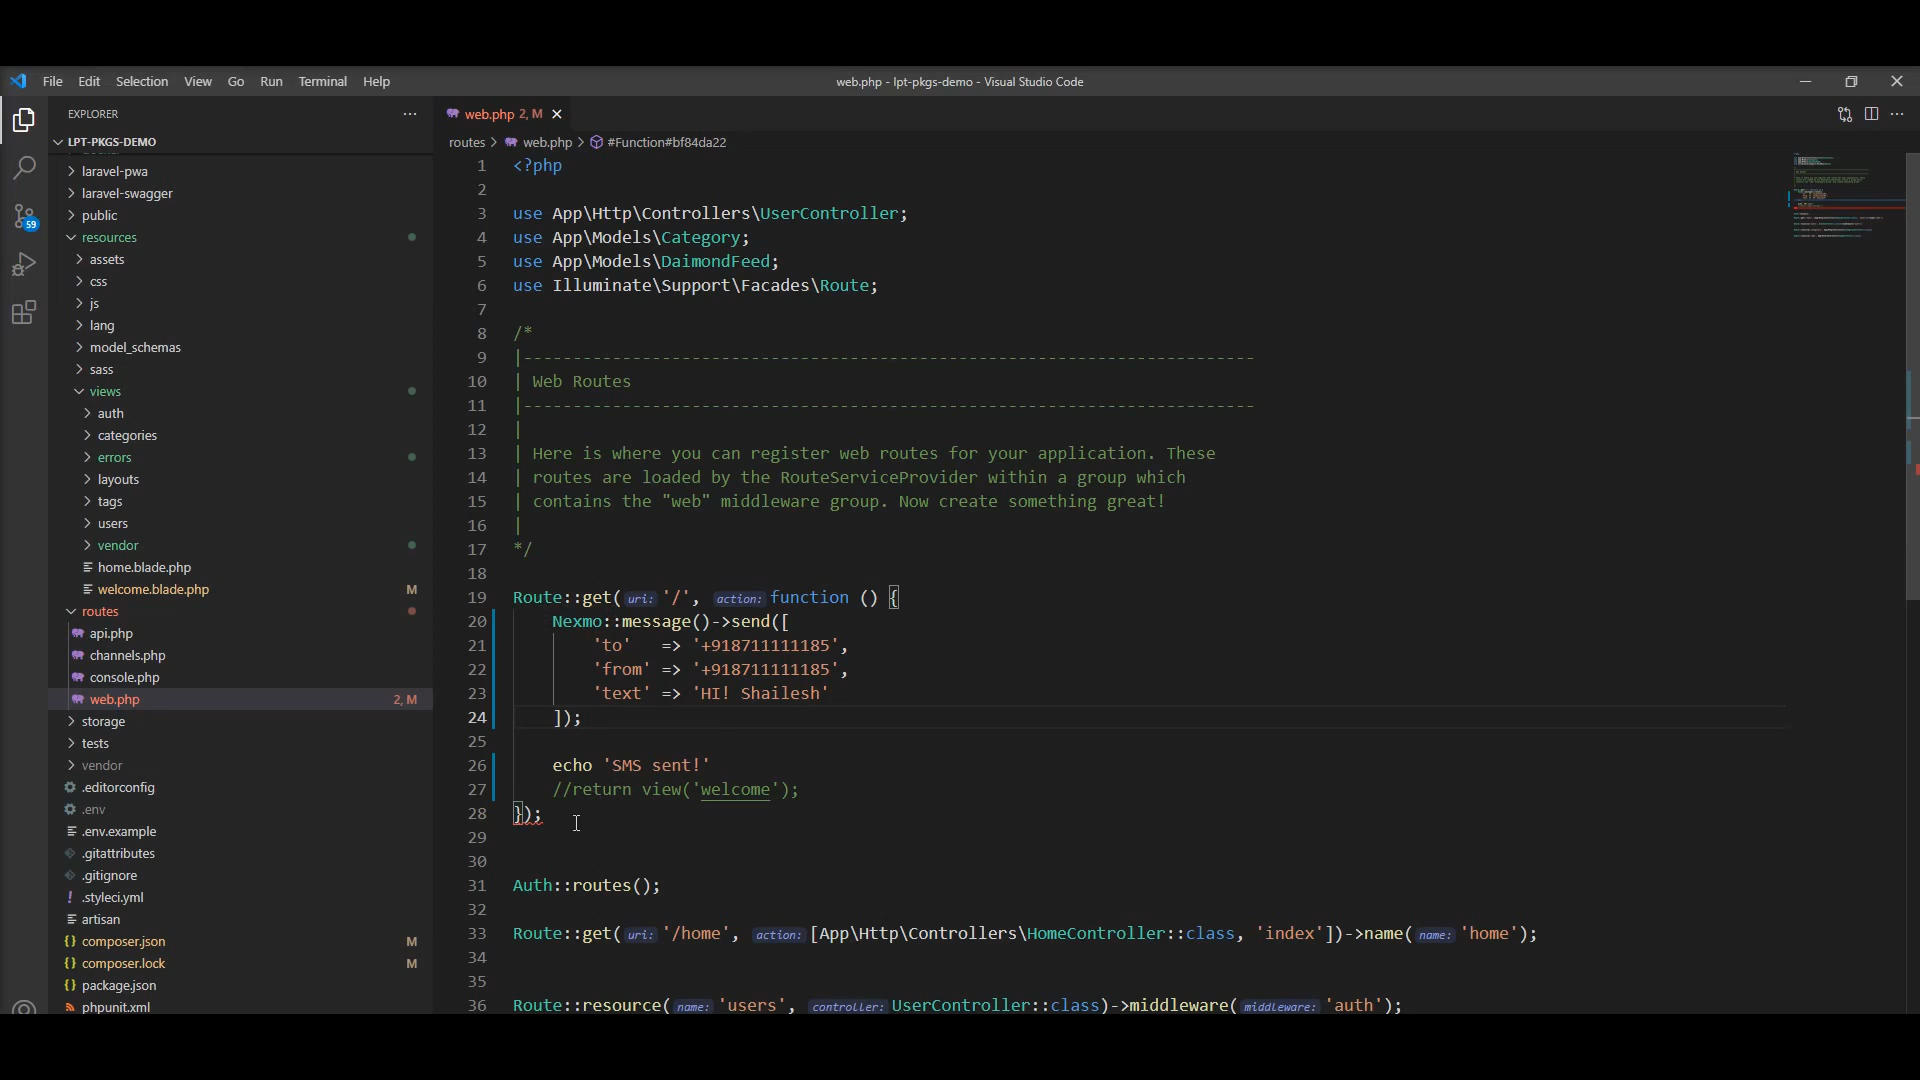 File Edit Selection View Go Run Terminal Help
web.php - lpt-pkgs-demo - Visual Studio Code
EXPLORER
LPT-PKGS-DEMO
laravel-pwa
laravel-swagger
public
resources
assets
css
js
lang
model_schemas
sass
views
auth
categories
errors
layouts
tags
users
vendor
home.blade.php
welcome.blade.php M
routes
api.php
channels.php
console.php
web.php 2, M
storage
tests
vendor
.editorconfig
.env
.env.example
.gitattributes
.gitignore
.styleci.yml
artisan
composer.json M
composer.lock M
package.json
phpunit.xml
59
web.php 2, M
routes > web.php > #Function#bf84da22
1 <?php
2
3 use App\Http\Controllers\UserController;
4 use App\Models\Category;
5 use App\Models\DaimondFeed;
6 use Illuminate\Support\Facades\Route;
7
8 /*
9 |--------------------------------------------------------------------------
10 | Web Routes
11 |--------------------------------------------------------------------------
12 |
13 | Here is where you can register web routes for your application. These
14 | routes are loaded by the RouteServiceProvider within a group which
15 | contains the "web" middleware group. Now create something great!
16 |
17 */
18
19 Route::get( uri: '/', action: function () {
20 Nexmo::message()->send([
21 'to' => '+918711111185',
22 'from' => '+918711111185',
23 'text' => 'HI! Shailesh'
24 ]);
25
26 echo 'SMS sent!'
27 //return view('welcome');
28 });
29
30
31 Auth::routes();
32
33 Route::get( uri: '/home', action: [App\Http\Controllers\HomeController::class, 'index'])->name( name: 'home');
34
35
36 Route::resource( name: 'users', controller: UserController::class)->middleware( middleware: 'auth');